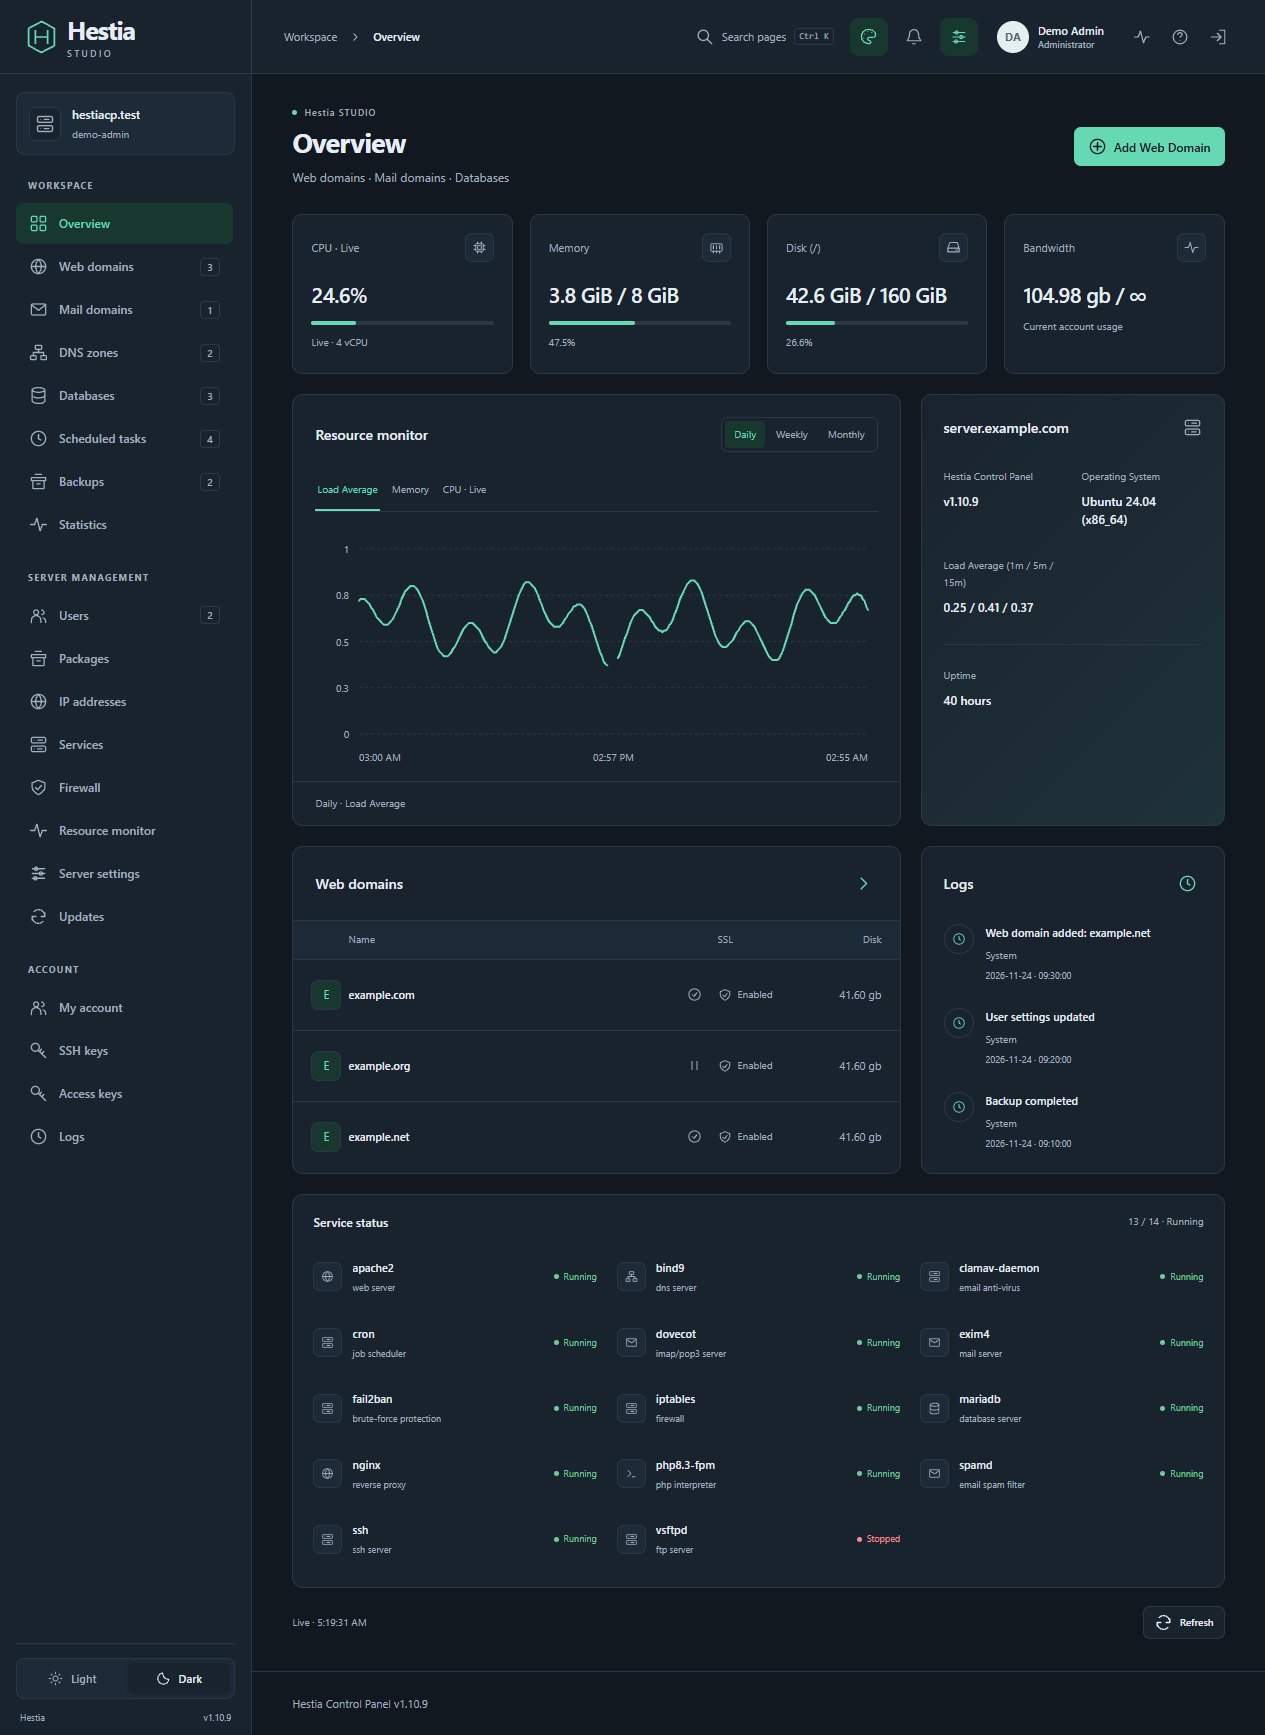 Hestia
STUDIO
Workspace > Overview
Search pages Ctrl K
DA
Demo Admin
Administrator
hestiacp.test
demo-admin
WORKSPACE
Overview
Web domains 3
Mail domains 1
DNS zones 2
Databases 3
Scheduled tasks 4
Backups 2
Statistics
SERVER MANAGEMENT
Users 2
Packages
IP addresses
Services
Firewall
Resource monitor
Server settings
Updates
ACCOUNT
My account
SSH keys
Access keys
Logs
Light Dark
Hestia v1.10.9
Hestia STUDIO
Overview
Web domains · Mail domains · Databases
Add Web Domain
CPU · Live
24.6%
Live · 4 vCPU
Memory
3.8 GiB / 8 GiB
47.5%
Disk (/)
42.6 GiB / 160 GiB
26.6%
Bandwidth
104.98 gb / ∞
Current account usage
Resource monitor
Daily Weekly Monthly
Load Average Memory CPU · Live
1
0.8
0.5
0.3
0
03:00 AM 02:57 PM 02:55 AM
Daily · Load Average
server.example.com
Hestia Control Panel
v1.10.9
Operating System
Ubuntu 24.04
(x86_64)
Load Average (1m / 5m /
15m)
0.25 / 0.41 / 0.37
Uptime
40 hours
Web domains
Name SSL Disk
E example.com Enabled 41.60 gb
E example.org Enabled 41.60 gb
E example.net Enabled 41.60 gb
Logs
Web domain added: example.net
System
2026-11-24 · 09:30:00
User settings updated
System
2026-11-24 · 09:20:00
Backup completed
System
2026-11-24 · 09:10:00
Service status 13 / 14 · Running
apache2
web server
Running
bind9
dns server
Running
clamav-daemon
email anti-virus
Running
cron
job scheduler
Running
dovecot
imap/pop3 server
Running
exim4
mail server
Running
fail2ban
brute-force protection
Running
iptables
firewall
Running
mariadb
database server
Running
nginx
reverse proxy
Running
php8.3-fpm
php interpreter
Running
spamd
email spam filter
Running
ssh
ssh server
Running
vsftpd
ftp server
Stopped
Live · 5:19:31 AM
Refresh
Hestia Control Panel v1.10.9